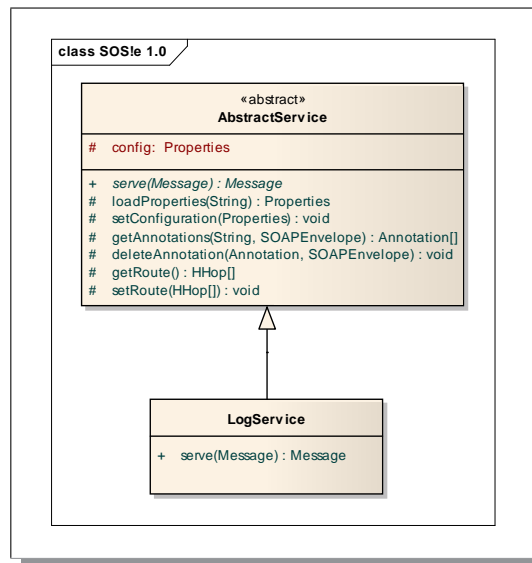 class SOS!e 1.0
«abstract»
AbstractService
# config: Properties
+ serve(Message) : Message
# loadProperties(String) : Properties
# setConfiguration(Properties) : void
# getAnnotations(String, SOAPEnvelope) : Annotation[]
# deleteAnnotation(Annotation, SOAPEnvelope) : void
# getRoute() : HHop[]
# setRoute(HHop[]) : void
LogService
+ serve(Message) : Message